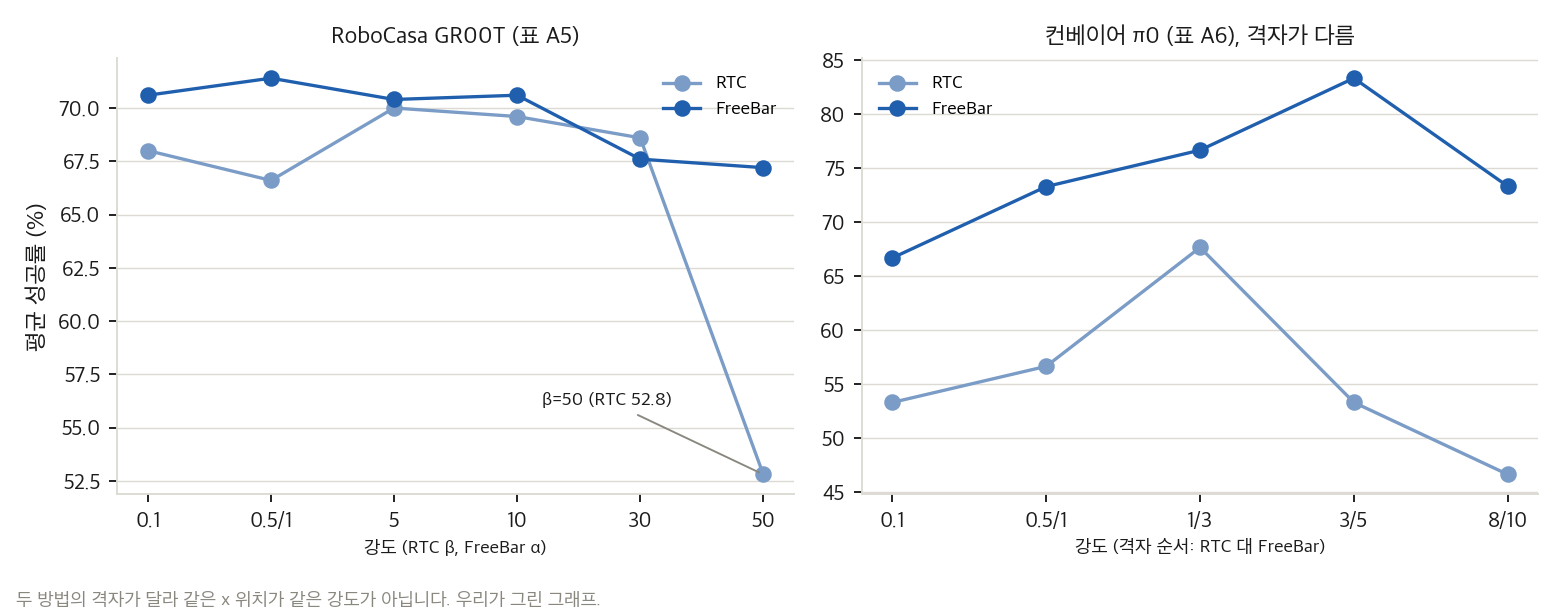 RoboCasa GR00T (표 A5)
RTC
FreeBar
평균 성공률 (%)
70.0
67.5
65.0
62.5
60.0
57.5
55.0
52.5
β=50 (RTC 52.8)
0.1
0.5/1
5
10
30
50
강도 (RTC β, FreeBar α)
컨베이어 π0 (표 A6), 격자가 다름
RTC
FreeBar
85
80
75
70
65
60
55
50
45
0.1
0.5/1
1/3
3/5
8/10
강도 (격자 순서: RTC 대 FreeBar)
두 방법의 격자가 달라 같은 x 위치가 같은 강도가 아닙니다. 우리가 그린 그래프.